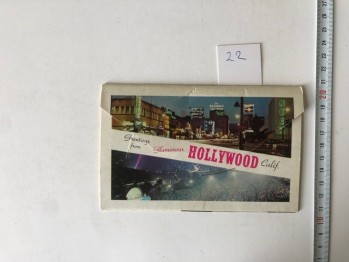 22
Greetings
from Glamorous HOLLYWOOD Calif.